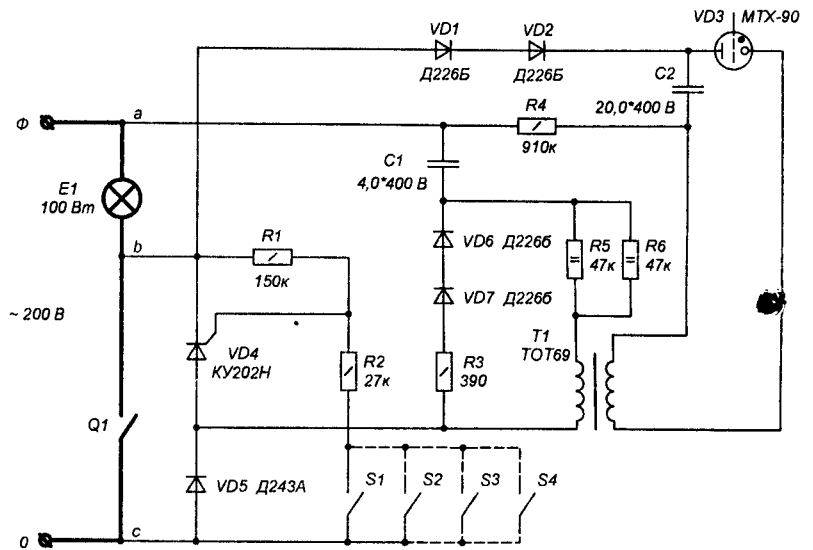 VD1
VD2
VD3
МТХ-90
Д226Б
Д226Б
C2
20,0*400 В
Ф
a
R4
910к
C1
4,0*400 В
E1
100 Вт
b
R1
150к
VD6 Д226б
R5
47к
R6
47к
VD7 Д226б
~ 200 В
VD4
КУ202Н
R2
27к
R3
390
T1
ТОТ69
Q1
VD5 Д243А
S1
S2
S3
S4
0
c